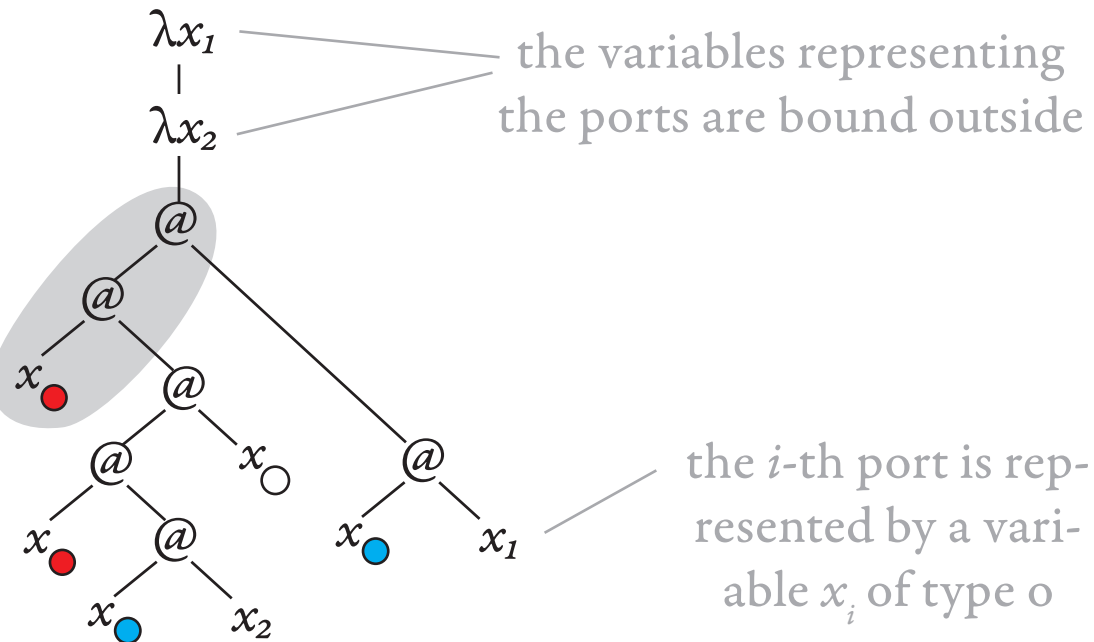 λx₁
the variables representing
the ports are bound outside
λx₂
@
@
x
@
@
x
@
the i-th port is rep-
resented by a vari-
able xᵢ of type o
x
@
x
x₁
x
x₂